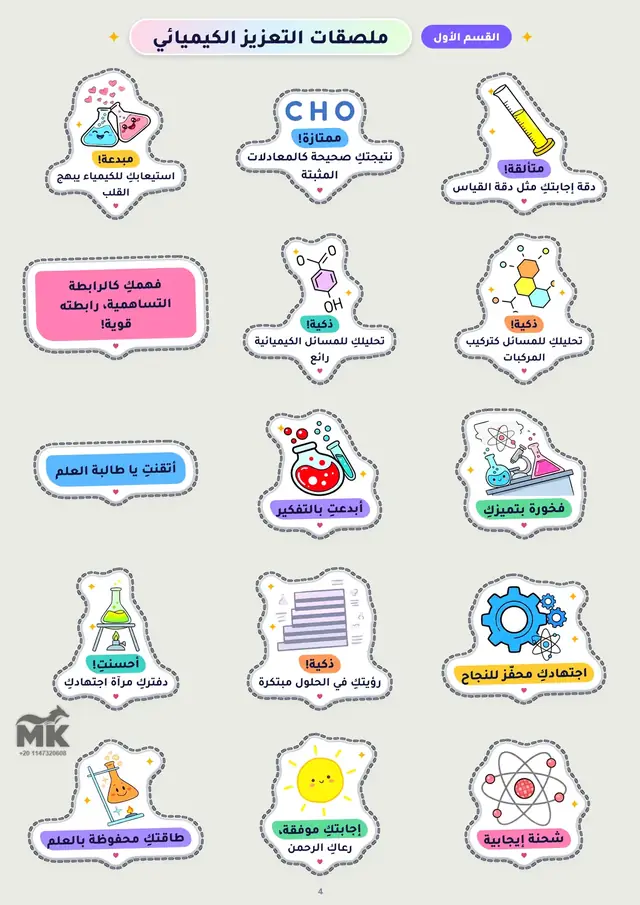 ملصقات التعزيز الكيميائي
القسم الأول
متألقة!
دقة إجابتكِ مثل دقة القياس
CHO
ممتازة!
نتيجتكِ صحيحة كالمعادلات
المثبتة
مبدعة!
استيعابكِ للكيمياء يبهج
القلب
ذكية!
تحليلكِ للمسائل كتركيب
المركبات
O
O
OH
ذكية!
تحليلكِ للمسائل الكيميائية
رائع
فهمكِ كالرابطة
التساهمية، رابطته
قوية!
فخورة بتميزكِ
أبدعتِ بالتفكير
أتقنتِ يا طالبة العلم
اجتهادكِ محفّز للنجاح
ذكية!
رؤيتكِ في الحلول مبتكرة
أحسنتِ!
دفتركِ مرآة اجتهادكِ
MK
+20 1147320608
شحنة إيجابية
إجابتكِ موفقة،
رعاكِ الرحمن
طاقتكِ محفوظة بالعلم
4